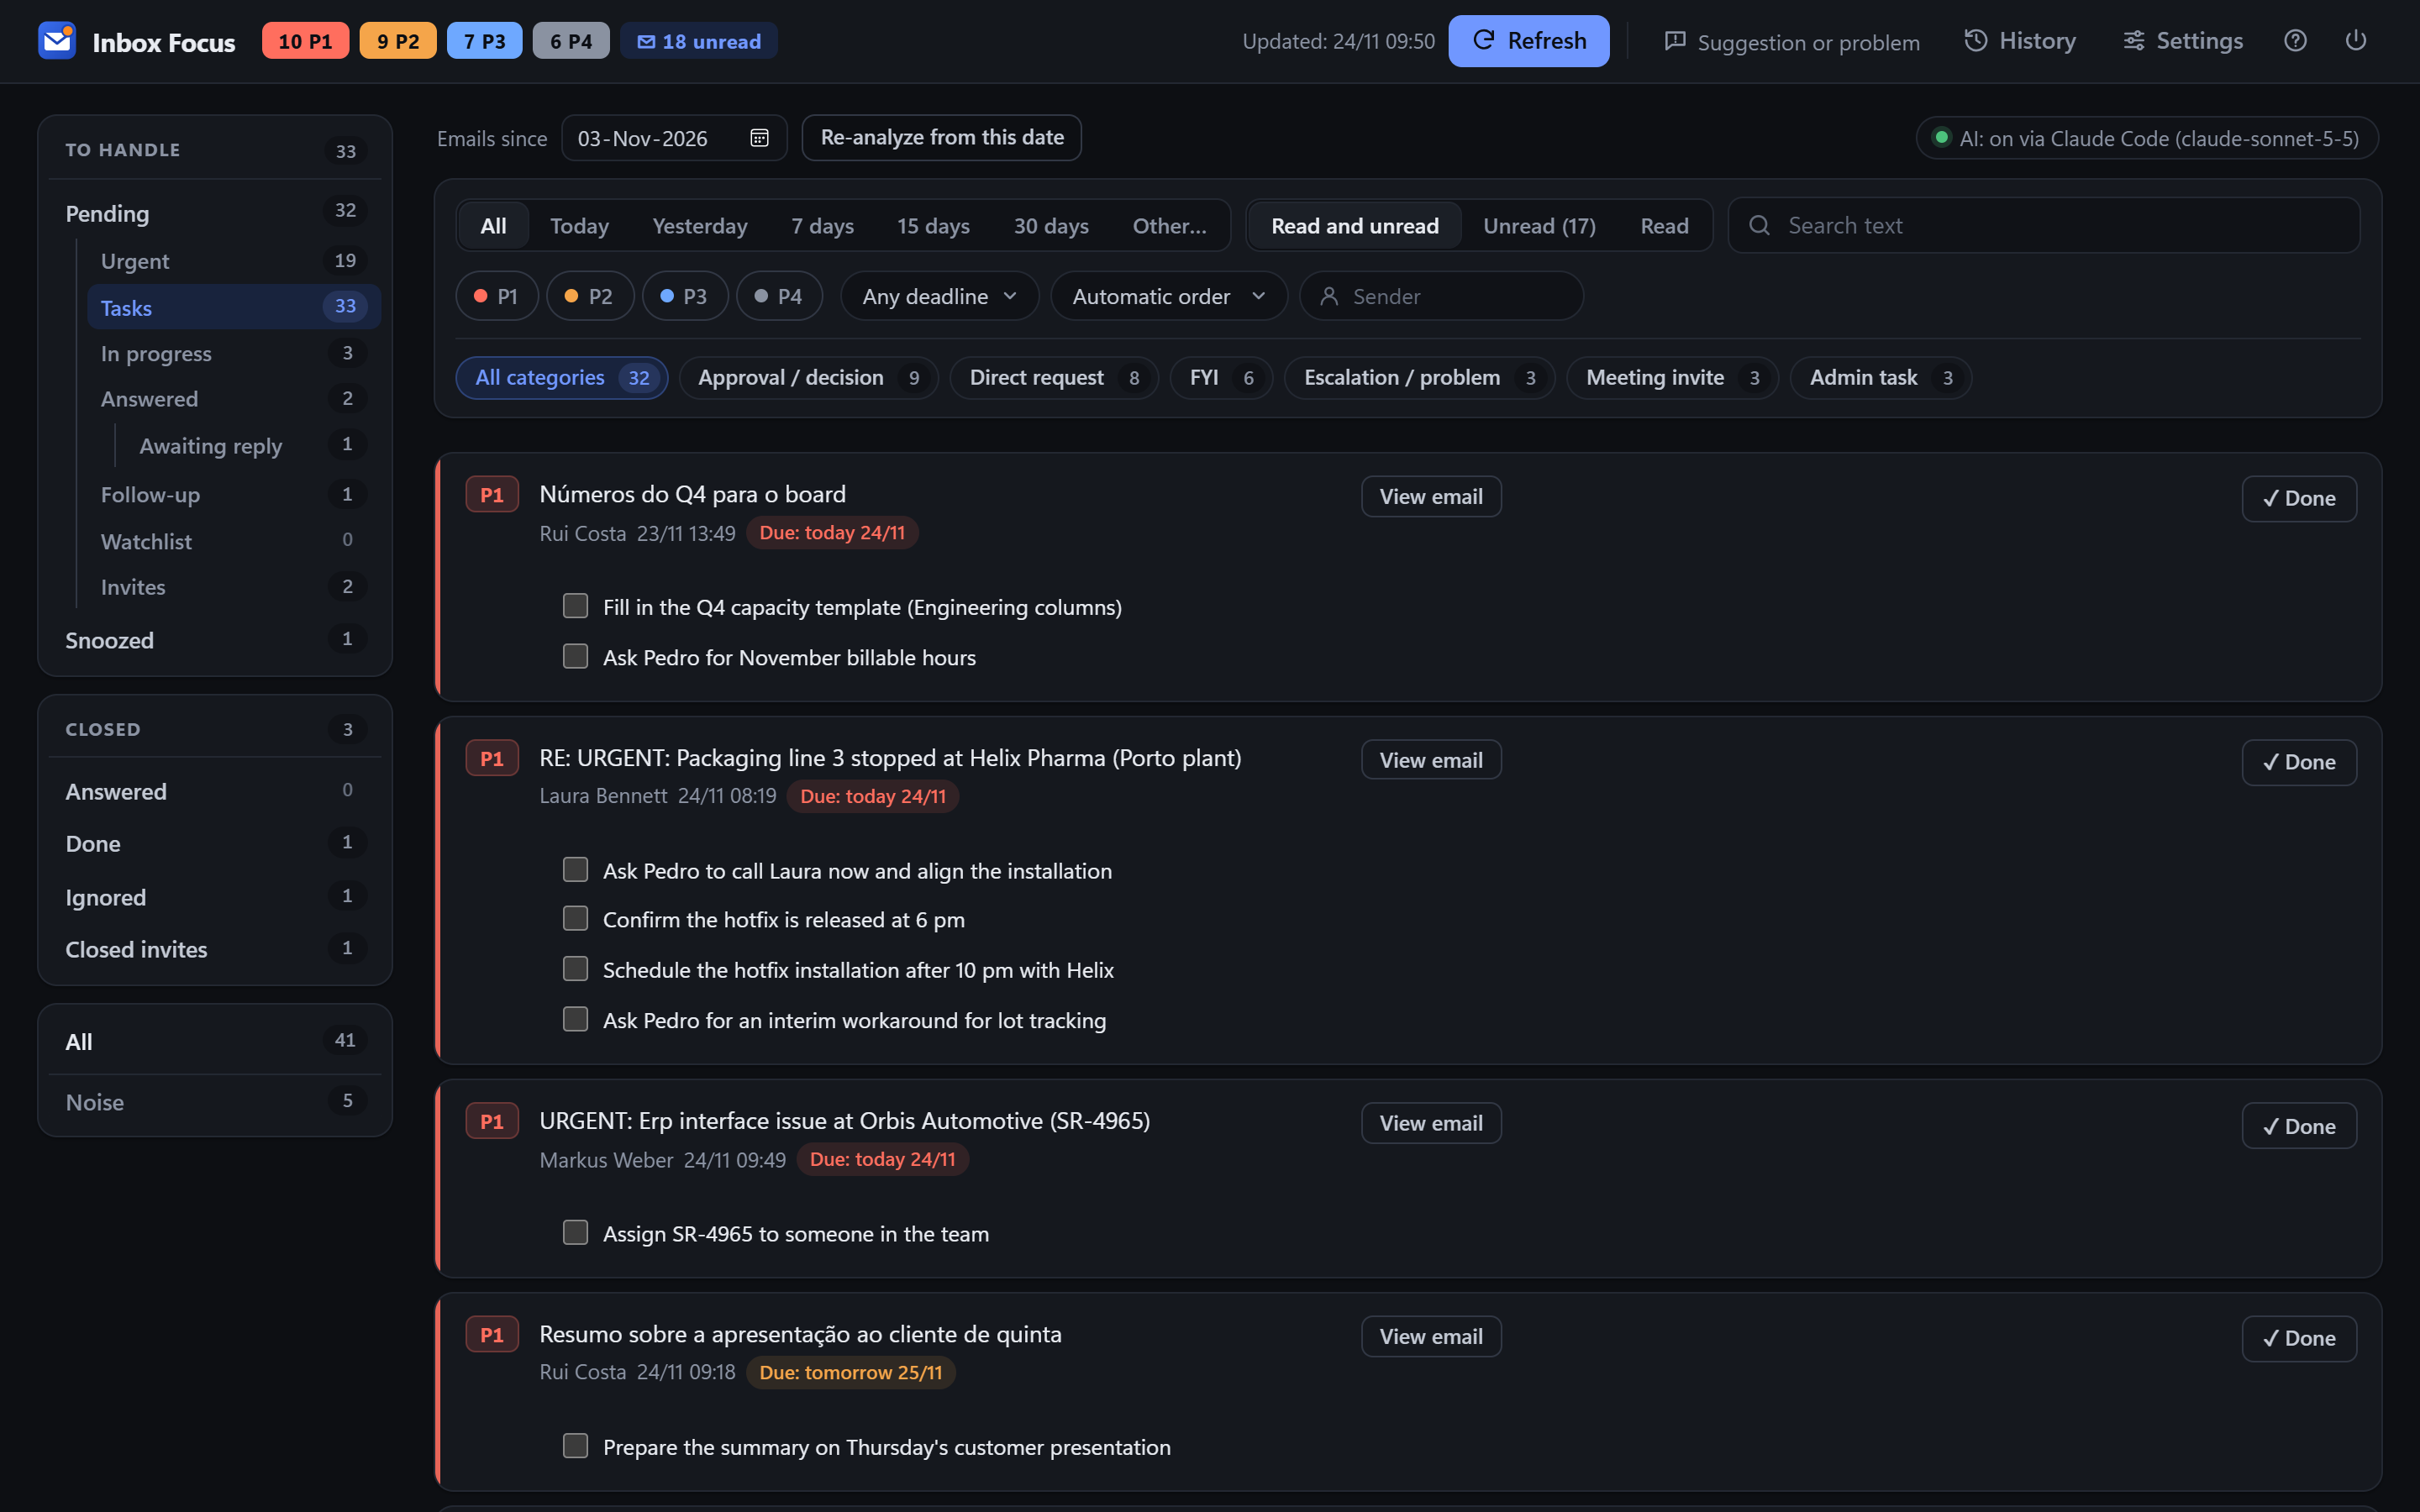 Inbox Focus 10 P1 9 P2 7 P3 6 P4 18 unread Updated: 24/11 09:50 Refresh Suggestion or problem History Settings
TO HANDLE 33
Pending 32
Urgent 19
Tasks 33
In progress 3
Answered 2
Awaiting reply 1
Follow-up 1
Watchlist 0
Invites 2
Snoozed 1
CLOSED 3
Answered 0
Done 1
Ignored 1
Closed invites 1
All 41
Noise 5
Emails since 03-Nov-2026 Re-analyze from this date AI: on via Claude Code (claude-sonnet-5-5)
All Today Yesterday 7 days 15 days 30 days Other... Read and unread Unread (17) Read Search text
P1 P2 P3 P4 Any deadline Automatic order Sender
All categories 32 Approval / decision 9 Direct request 8 FYI 6 Escalation / problem 3 Meeting invite 3 Admin task 3
P1 Números do Q4 para o board View email ✓ Done
Rui Costa 23/11 13:49 Due: today 24/11
Fill in the Q4 capacity template (Engineering columns)
Ask Pedro for November billable hours
P1 RE: URGENT: Packaging line 3 stopped at Helix Pharma (Porto plant) View email ✓ Done
Laura Bennett 24/11 08:19 Due: today 24/11
Ask Pedro to call Laura now and align the installation
Confirm the hotfix is released at 6 pm
Schedule the hotfix installation after 10 pm with Helix
Ask Pedro for an interim workaround for lot tracking
P1 URGENT: Erp interface issue at Orbis Automotive (SR-4965) View email ✓ Done
Markus Weber 24/11 09:49 Due: today 24/11
Assign SR-4965 to someone in the team
P1 Resumo sobre a apresentação ao cliente de quinta View email ✓ Done
Rui Costa 24/11 09:18 Due: tomorrow 25/11
Prepare the summary on Thursday's customer presentation